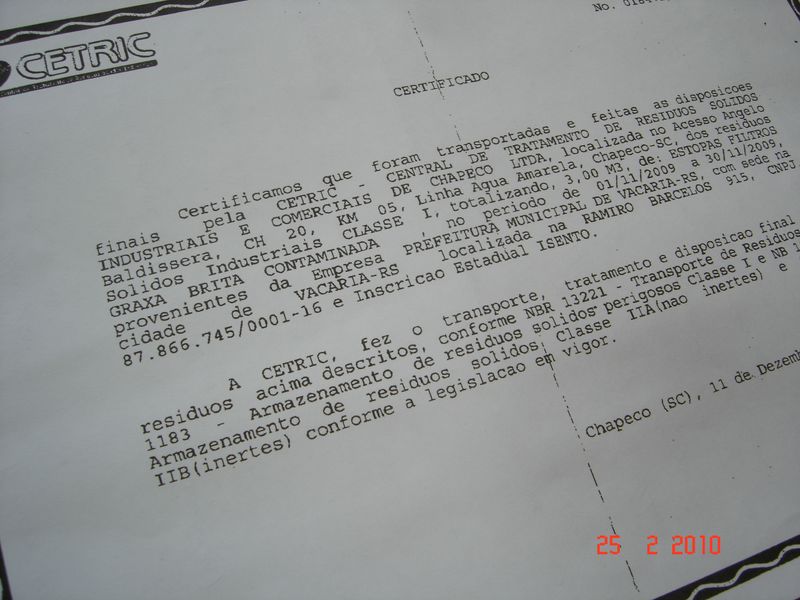 No.
CETRIC
CERTIFICADO
Certificamos que foram transportadas e feitas as disposicoes
finais pela CETRIC - CENTRAL DE TRATAMENTO DE RESIDUOS SOLIDOS
INDUSTRIAIS E COMERCIAIS DE CHAPECO LTDA, localizada no Acesso Angelo
Baldissera, CH 20, KM 05, Linha Agua Amarela, Chapeco-SC, dos residuos
Solidos Industriais CLASSE I, totalizando, 3,00 M3, de: ESTOPAS FILTROS
GRAXA BRITA CONTAMINADA , no periodo de 01/11/2009 a 30/11/2009,
provenientes da Empresa PREFEITURA MUNICIPAL DE VACARIA-RS, com sede na
cidade de VACARIA-RS localizada na RAMIRO BARCELOS 915, CNPJ
87.866.745/0001-16 e Inscricao Estadual ISENTO.
A CETRIC, fez o transporte, tratamento e disposicao final
residuos acima descritos, conforme NBR 13221 - Transporte de Residuos
1183 - Armazenamento de residuos solidos perigosos Classe I e NB
Armazenamento de residuos solidos Classe IIA(nao inertes) e
IIB(inertes) conforme a legislacao em vigor.
Chapeco (SC), 11 de Dezemb
25 2 2010